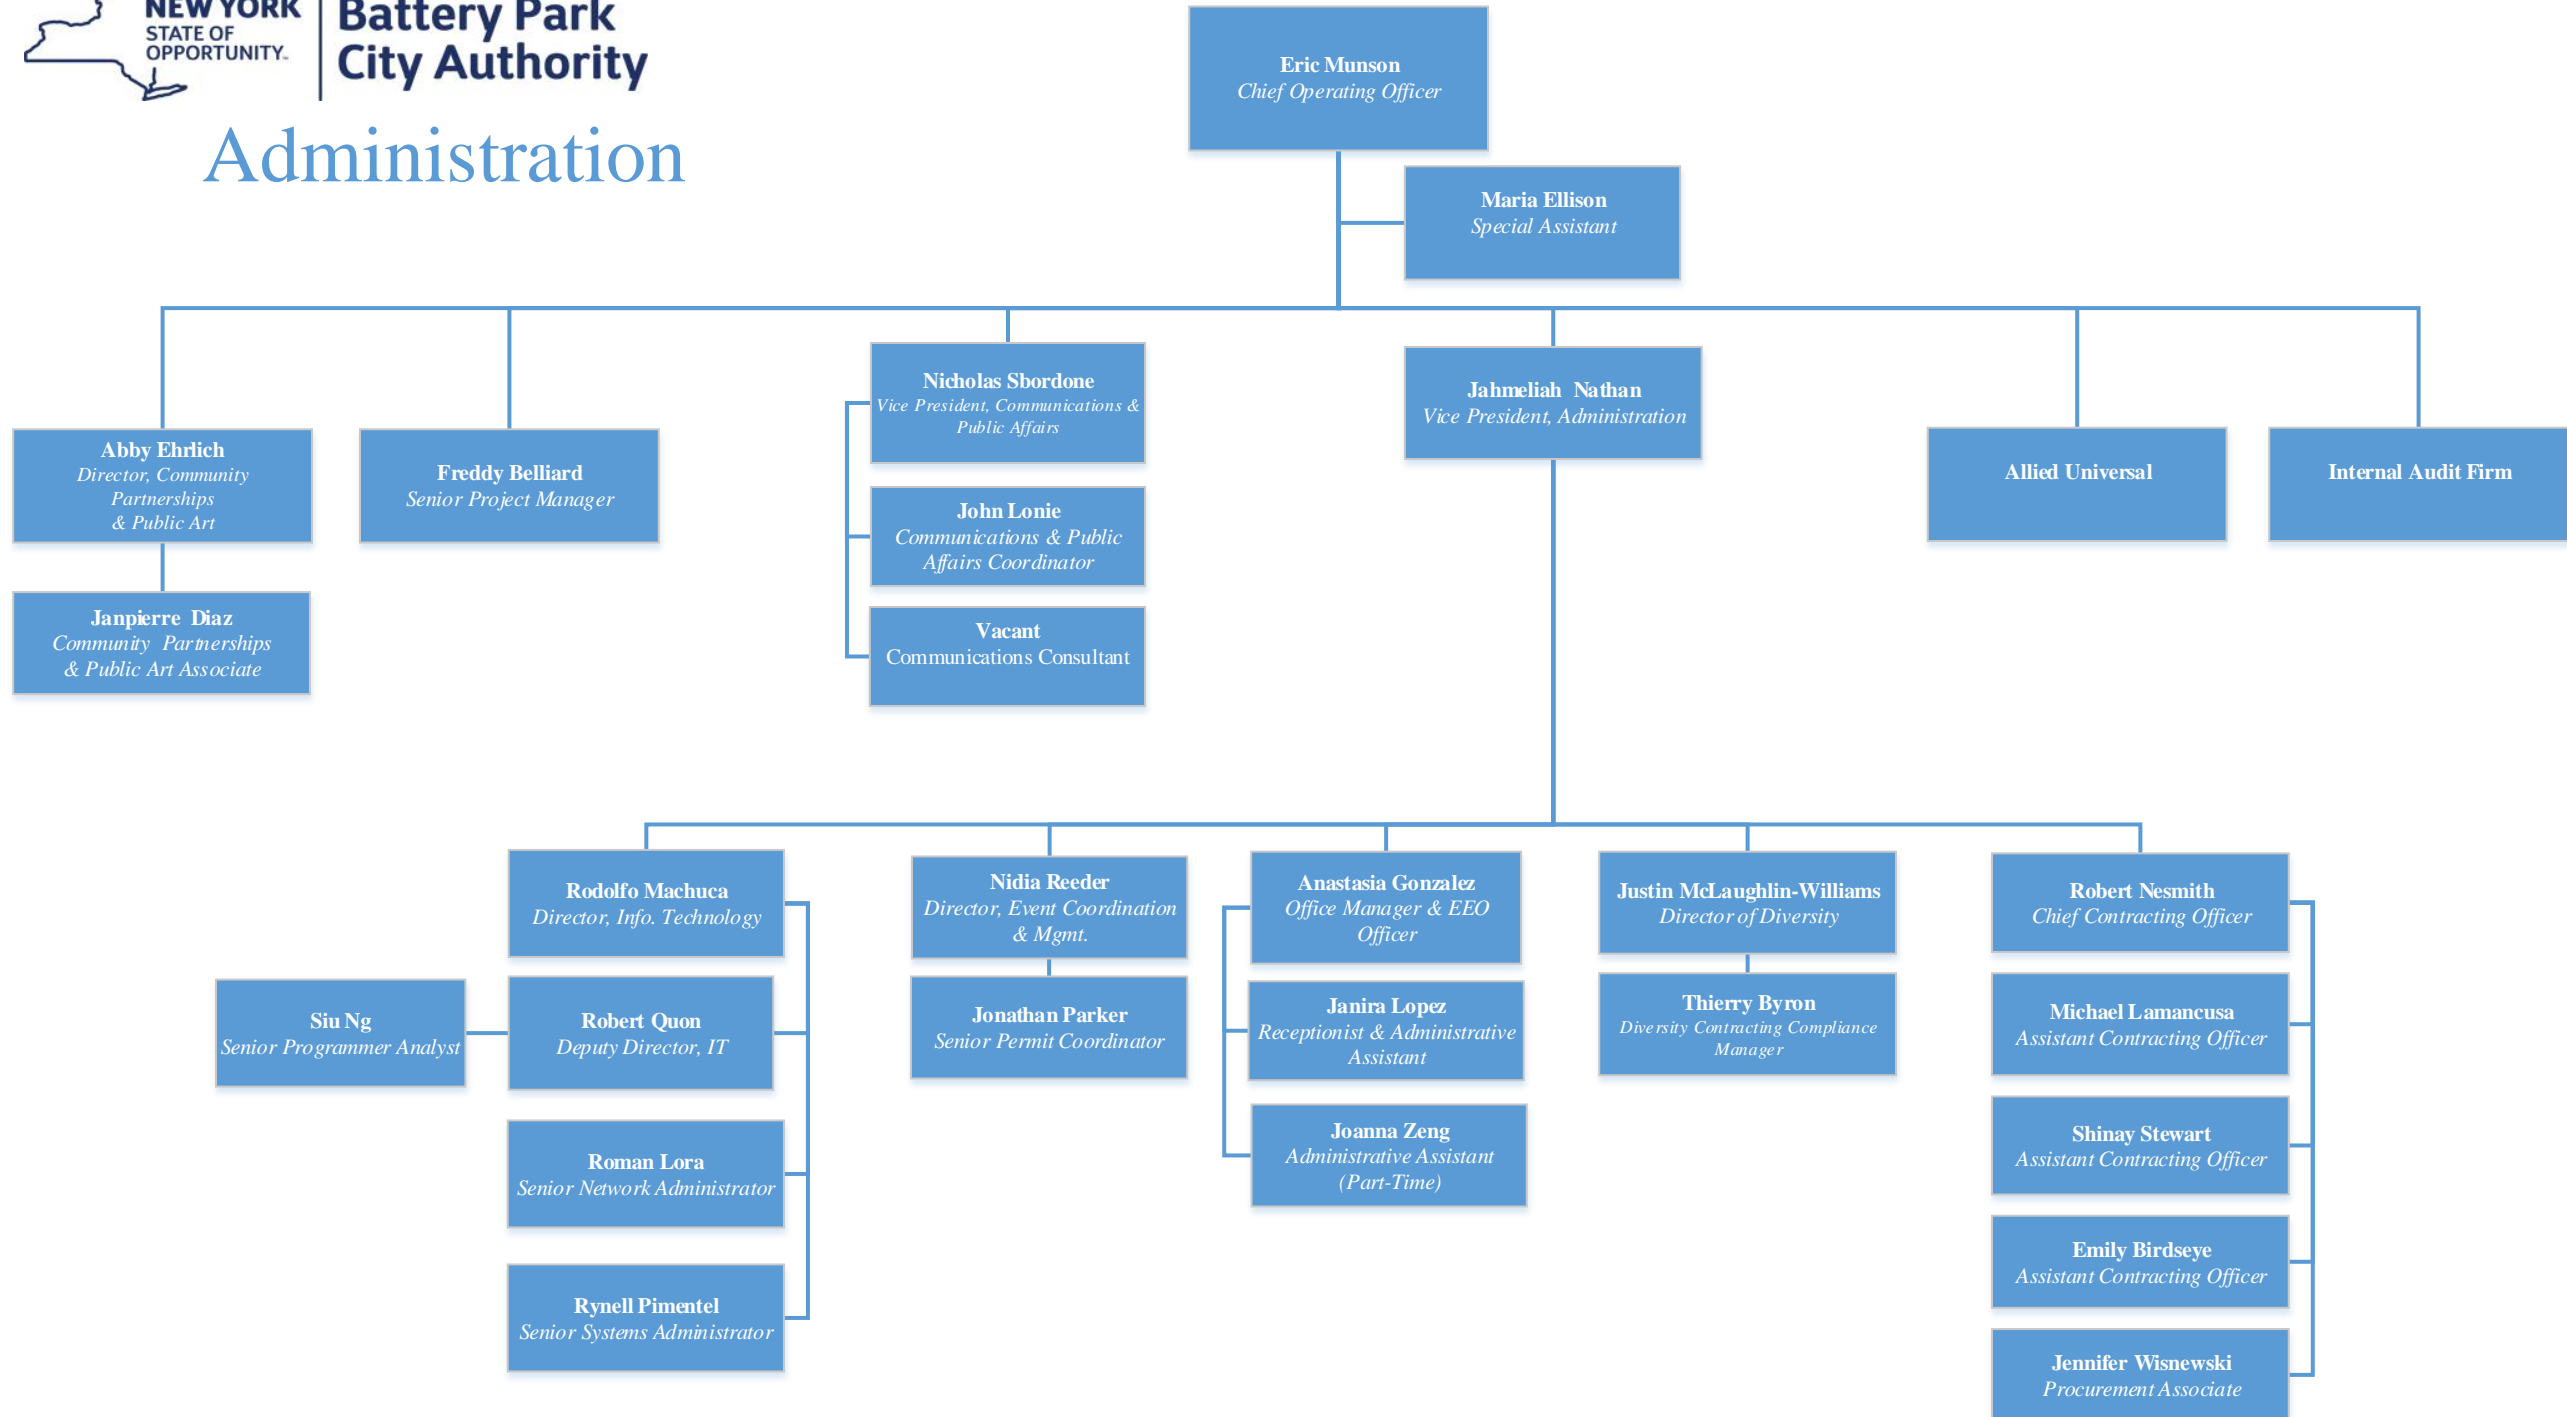 NEW YORK
STATE OF
OPPORTUNITY™
Battery Park
City Authority
Administration
Eric Munson
Chief Operating Officer
Maria Ellison
Special Assistant
Abby Ehrlich
Director, Community
Partnerships
& Public Art
Janpierre Diaz
Community Partnerships
& Public Art Associate
Freddy Belliard
Senior Project Manager
Nicholas Sbordone
Vice President, Communications &
Public Affairs
John Lonie
Communications & Public
Affairs Coordinator
Vacant
Communications Consultant
Jahmeliah Nathan
Vice President, Administration
Allied Universal
Internal Audit Firm
Rodolfo Machuca
Director, Info. Technology
Siu Ng
Senior Programmer Analyst
Robert Quon
Deputy Director, IT
Roman Lora
Senior Network Administrator
Rynell Pimentel
Senior Systems Administrator
Nidia Reeder
Director, Event Coordination
& Mgmt.
Jonathan Parker
Senior Permit Coordinator
Anastasia Gonzalez
Office Manager & EEO
Officer
Janira Lopez
Receptionist & Administrative
Assistant
Joanna Zeng
Administrative Assistant
(Part-Time)
Justin McLaughlin-Williams
Director of Diversity
Thierry Byron
Diversity Contracting Compliance
Manager
Robert Nesmith
Chief Contracting Officer
Michael Lamancusa
Assistant Contracting Officer
Shinay Stewart
Assistant Contracting Officer
Emily Birdseye
Assistant Contracting Officer
Jennifer Wisnewski
Procurement Associate